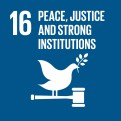 16 PEACE, JUSTICE
AND STRONG
INSTITUTIONS